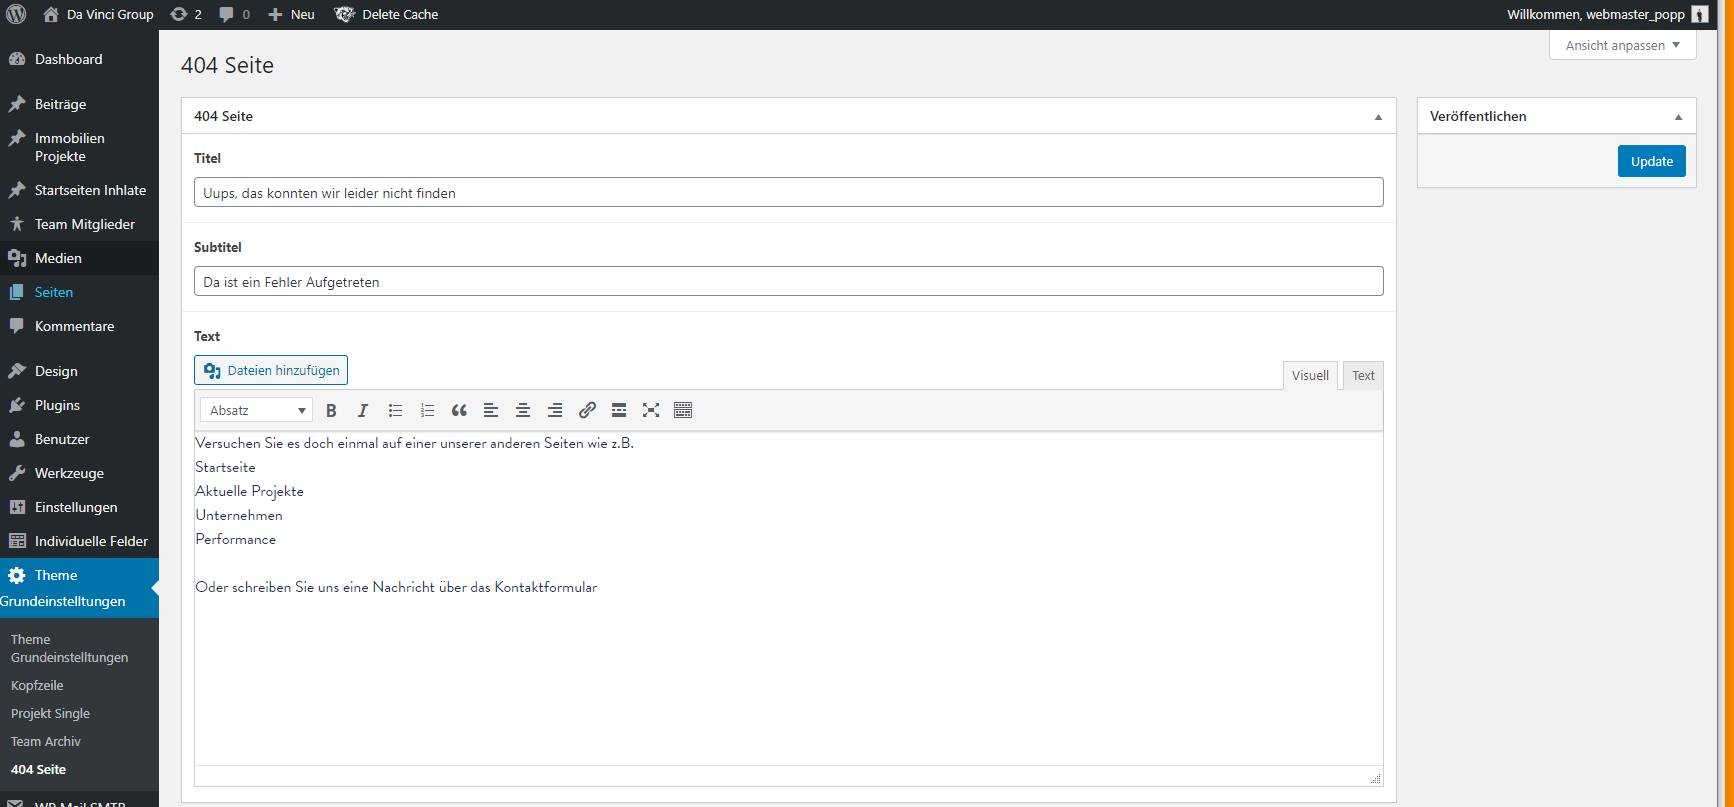 Da Vinci Group 2 0 Neu Delete Cache Willkommen, webmaster_popp
Dashboard
Beiträge
Immobilien
Projekte
Startseiten Inhlate
Team Mitglieder
Medien
Seiten
Kommentare
Design
Plugins
Benutzer
Werkzeuge
Einstellungen
Individuelle Felder
Theme
Grundeinstelltungen
Theme
Grundeinstelltungen
Kopfzeile
Projekt Single
Team Archiv
404 Seite
WP Mail SMTP
Ansicht anpassen
404 Seite
404 Seite
Titel
Uups, das konnten wir leider nicht finden
Subtitel
Da ist ein Fehler Aufgetreten
Text
Dateien hinzufügen
Visuell Text
Absatz B I
Versuchen Sie es doch einmal auf einer unserer anderen Seiten wie z.B.
Startseite
Aktuelle Projekte
Unternehmen
Performance
Oder schreiben Sie uns eine Nachricht über das Kontaktformular
Veröffentlichen
Update